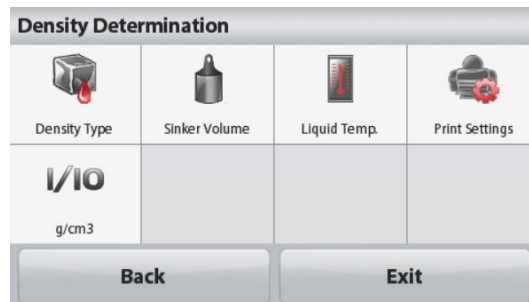 Density Determination
Density Type
Sinker Volume
Liquid Temp.
Print Settings
I/IO
g/cm3
Back
Exit